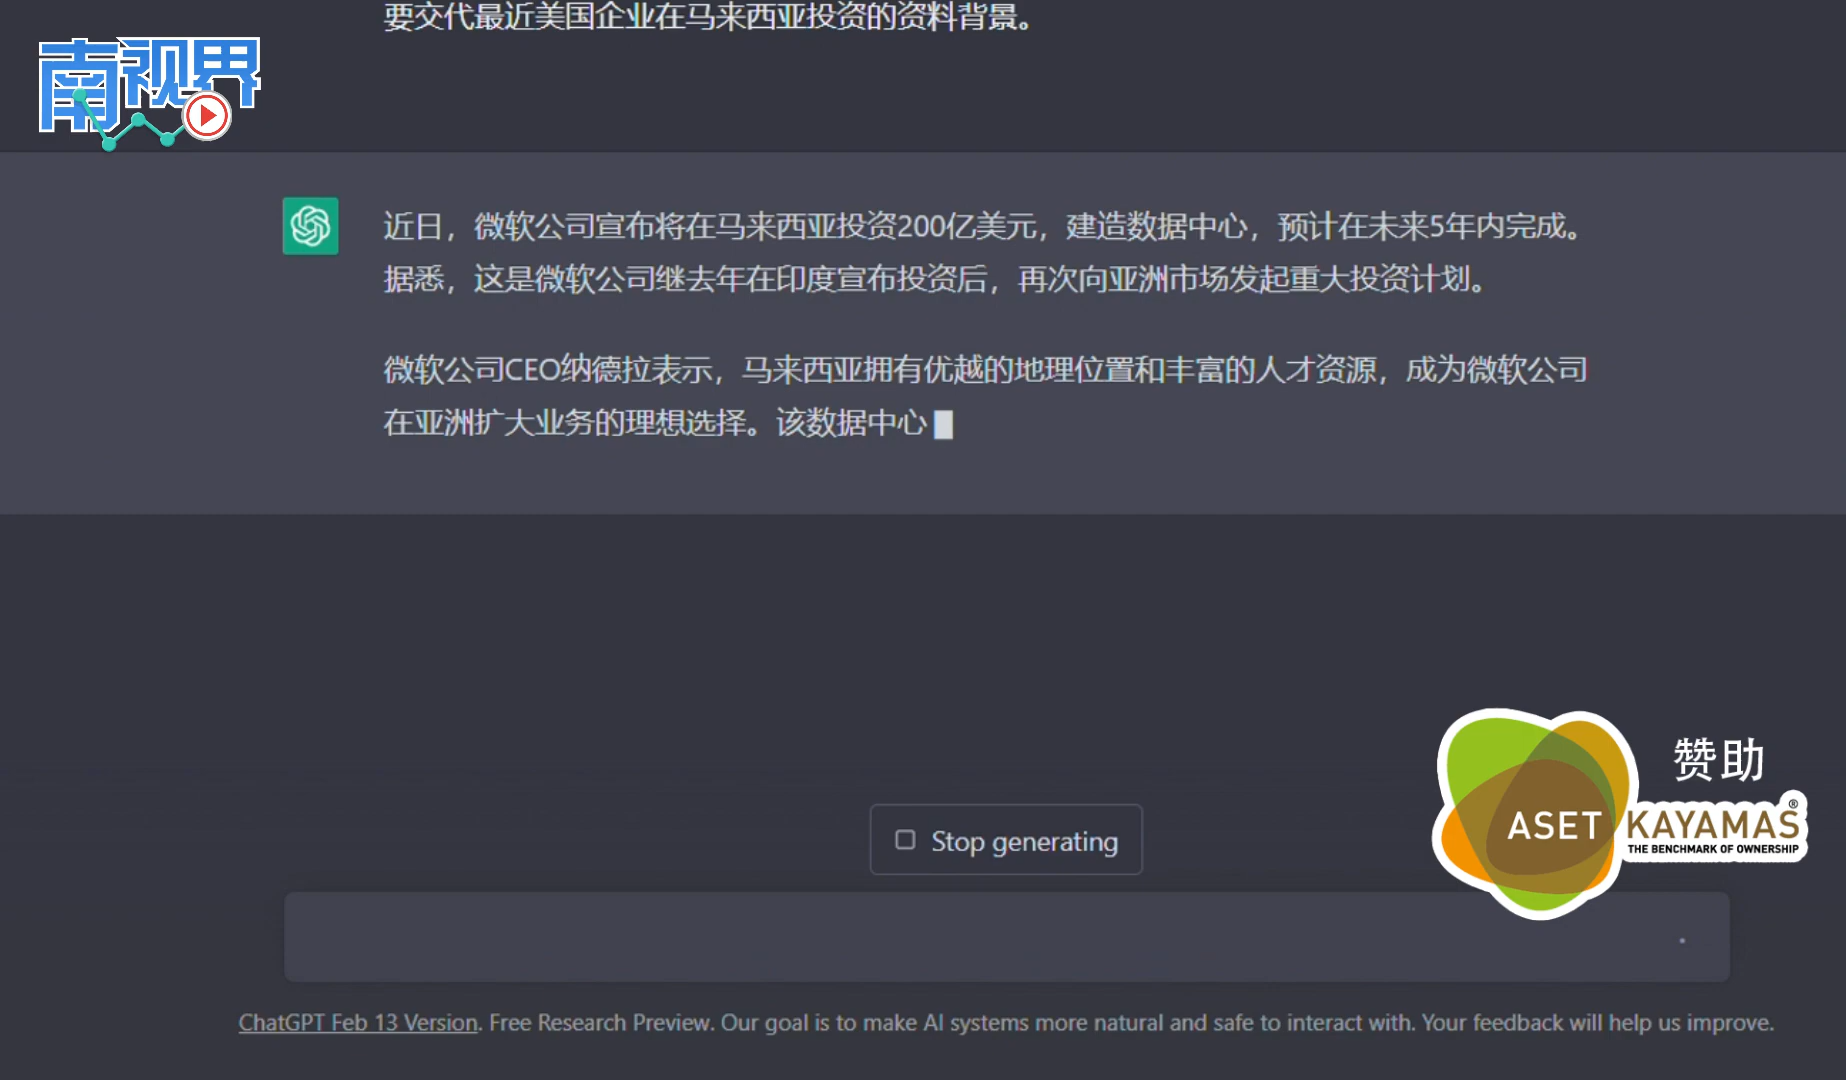 要交代最近美国企业在马来西亚投资的资料背景。
南视界
近日，微软公司宣布将在马来西亚投资200亿美元，建造数据中心，预计在未来5年内完成。
据悉，这是微软公司继去年在印度宣布投资后，再次向亚洲市场发起重大投资计划。
微软公司CEO纳德拉表示，马来西亚拥有优越的地理位置和丰富的人才资源，成为微软公司
在亚洲扩大业务的理想选择。该数据中心
赞助
ASET KAYAMAS®
THE BENCHMARK OF OWNERSHIP
Stop generating
ChatGPT Feb 13 Version. Free Research Preview. Our goal is to make AI systems more natural and safe to interact with. Your feedback will help us improve.